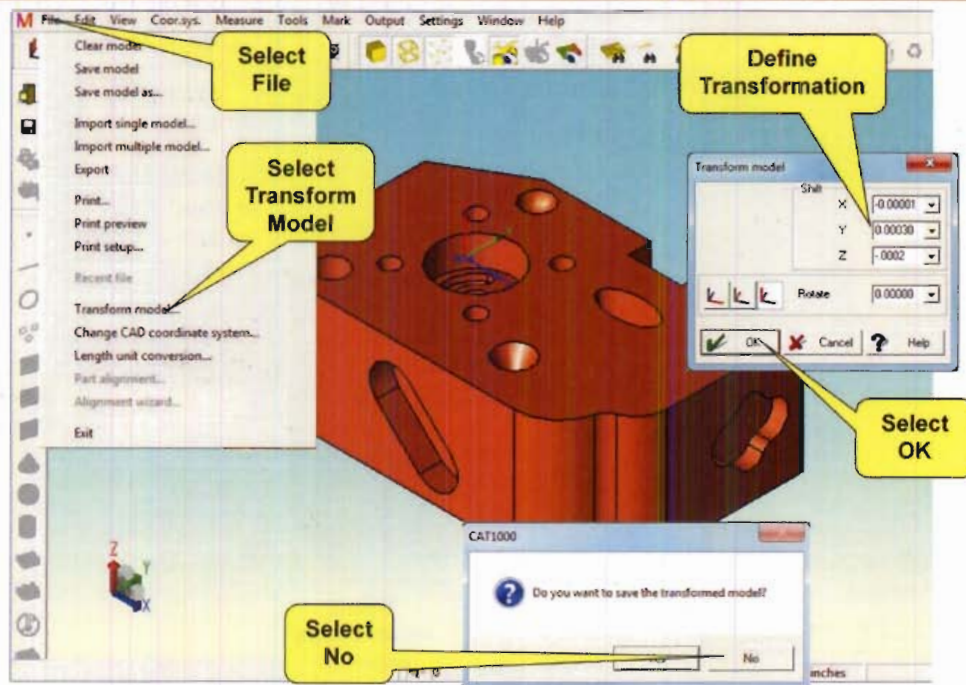 M File Edit View Coor.sys. Measure Tools Mark Output Settings Window Help
Clear model
Save model
Save model as...
Import single model...
Import multiple model...
Export
Print...
Print preview
Print setup...
Recent file
Transform model...
Change CAD coordinate system...
Length unit conversion...
Part alignment...
Alignment wizard...
Exit
Select
File
Select
Transform
Model
Define
Transformation
Transform model
Shift
X -0.00001
Y 0.00030
Z -.0002
Rotate 0.00000
OK Cancel ? Help
Select
OK
Z
Y
X
CAT1000
? Do you want to save the transformed model?
No
Select
No
inches